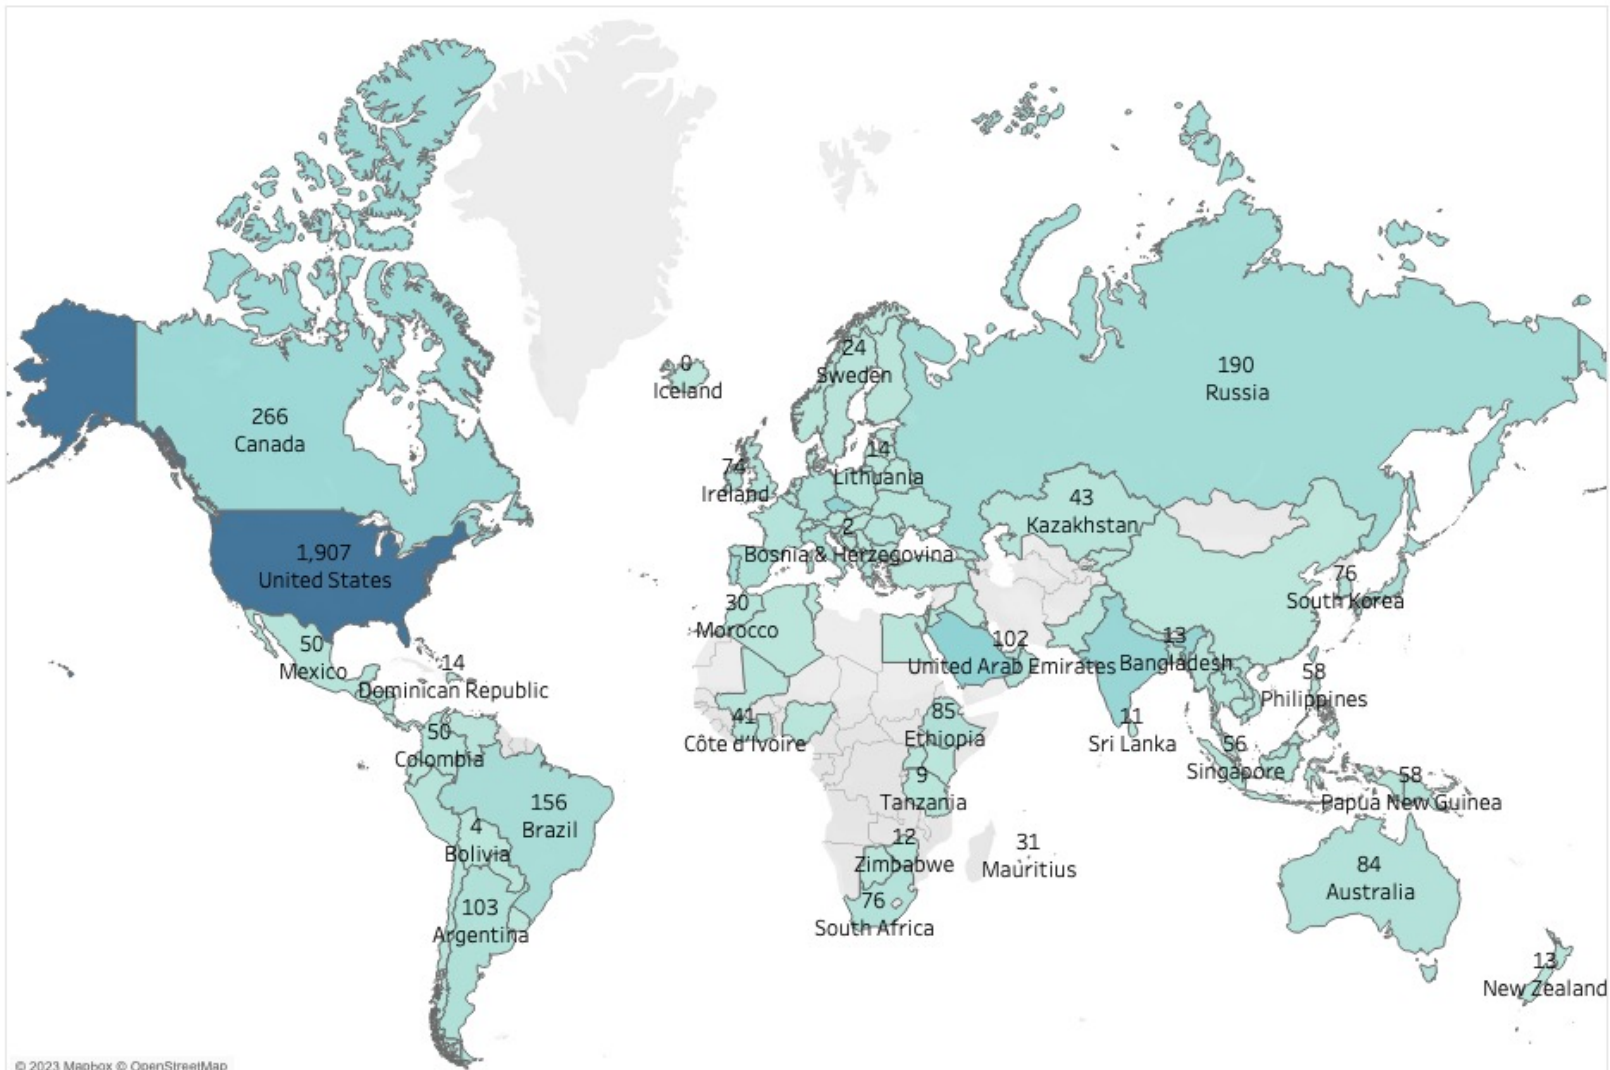 0
Iceland
24
Sweden
190
Russia
266
Canada
14
Lithuania
74
Ireland
43
Kazakhstan
2
Bosnia & Herzegovina
1,907
United States
76
South Korea
30
Morocco
50
Mexico
102
United Arab Emirates
13
Bangladesh
14
Dominican Republic
58
Philippines
50
Colombia
41
Côte d'Ivoire
85
Ethiopia
11
Sri Lanka
56
Singapore
9
Tanzania
58
Papua New Guinea
156
Brazil
4
Bolivia
12
Zimbabwe
31
Mauritius
84
Australia
76
South Africa
103
Argentina
13
New Zealand
© 2023 Mapbox © OpenStreetMap